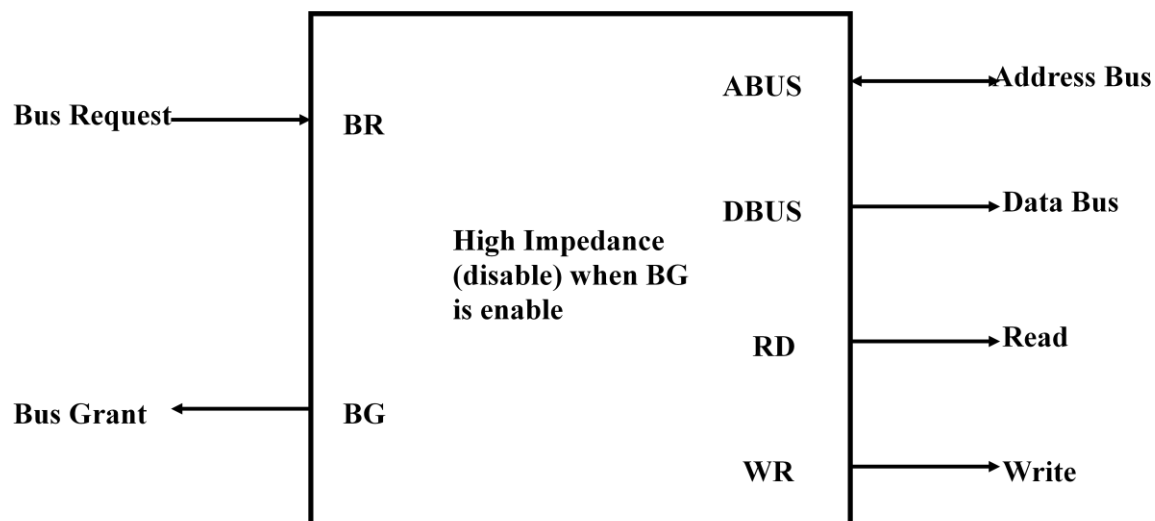 Bus Request
BR
ABUS
Address Bus
DBUS
Data Bus
High Impedance
(disable) when BG
is enable
RD
Read
Bus Grant
BG
WR
Write